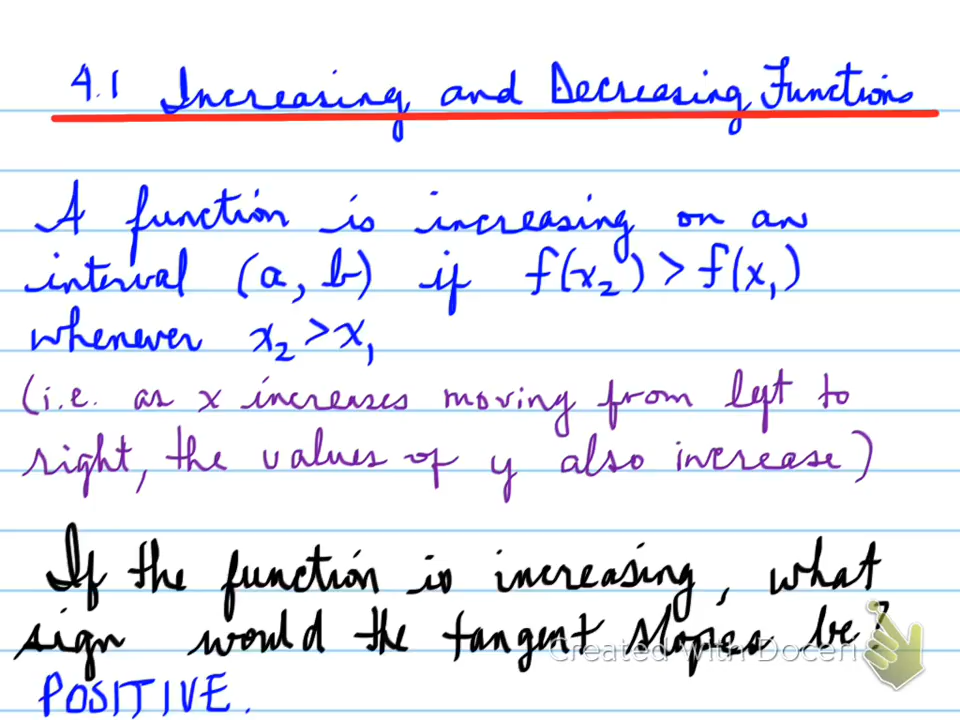 4.1 Increasing and Decreasing Functions
A function is increasing on an
interval (a, b) if f(x₂) > f(x₁)
whenever x₂ > x₁
(i.e. as x increases moving from left to
right, the values of y also increase)
If the function is increasing, what
sign would the tangent slopes be?
Created with Doceri
POSITIVE.